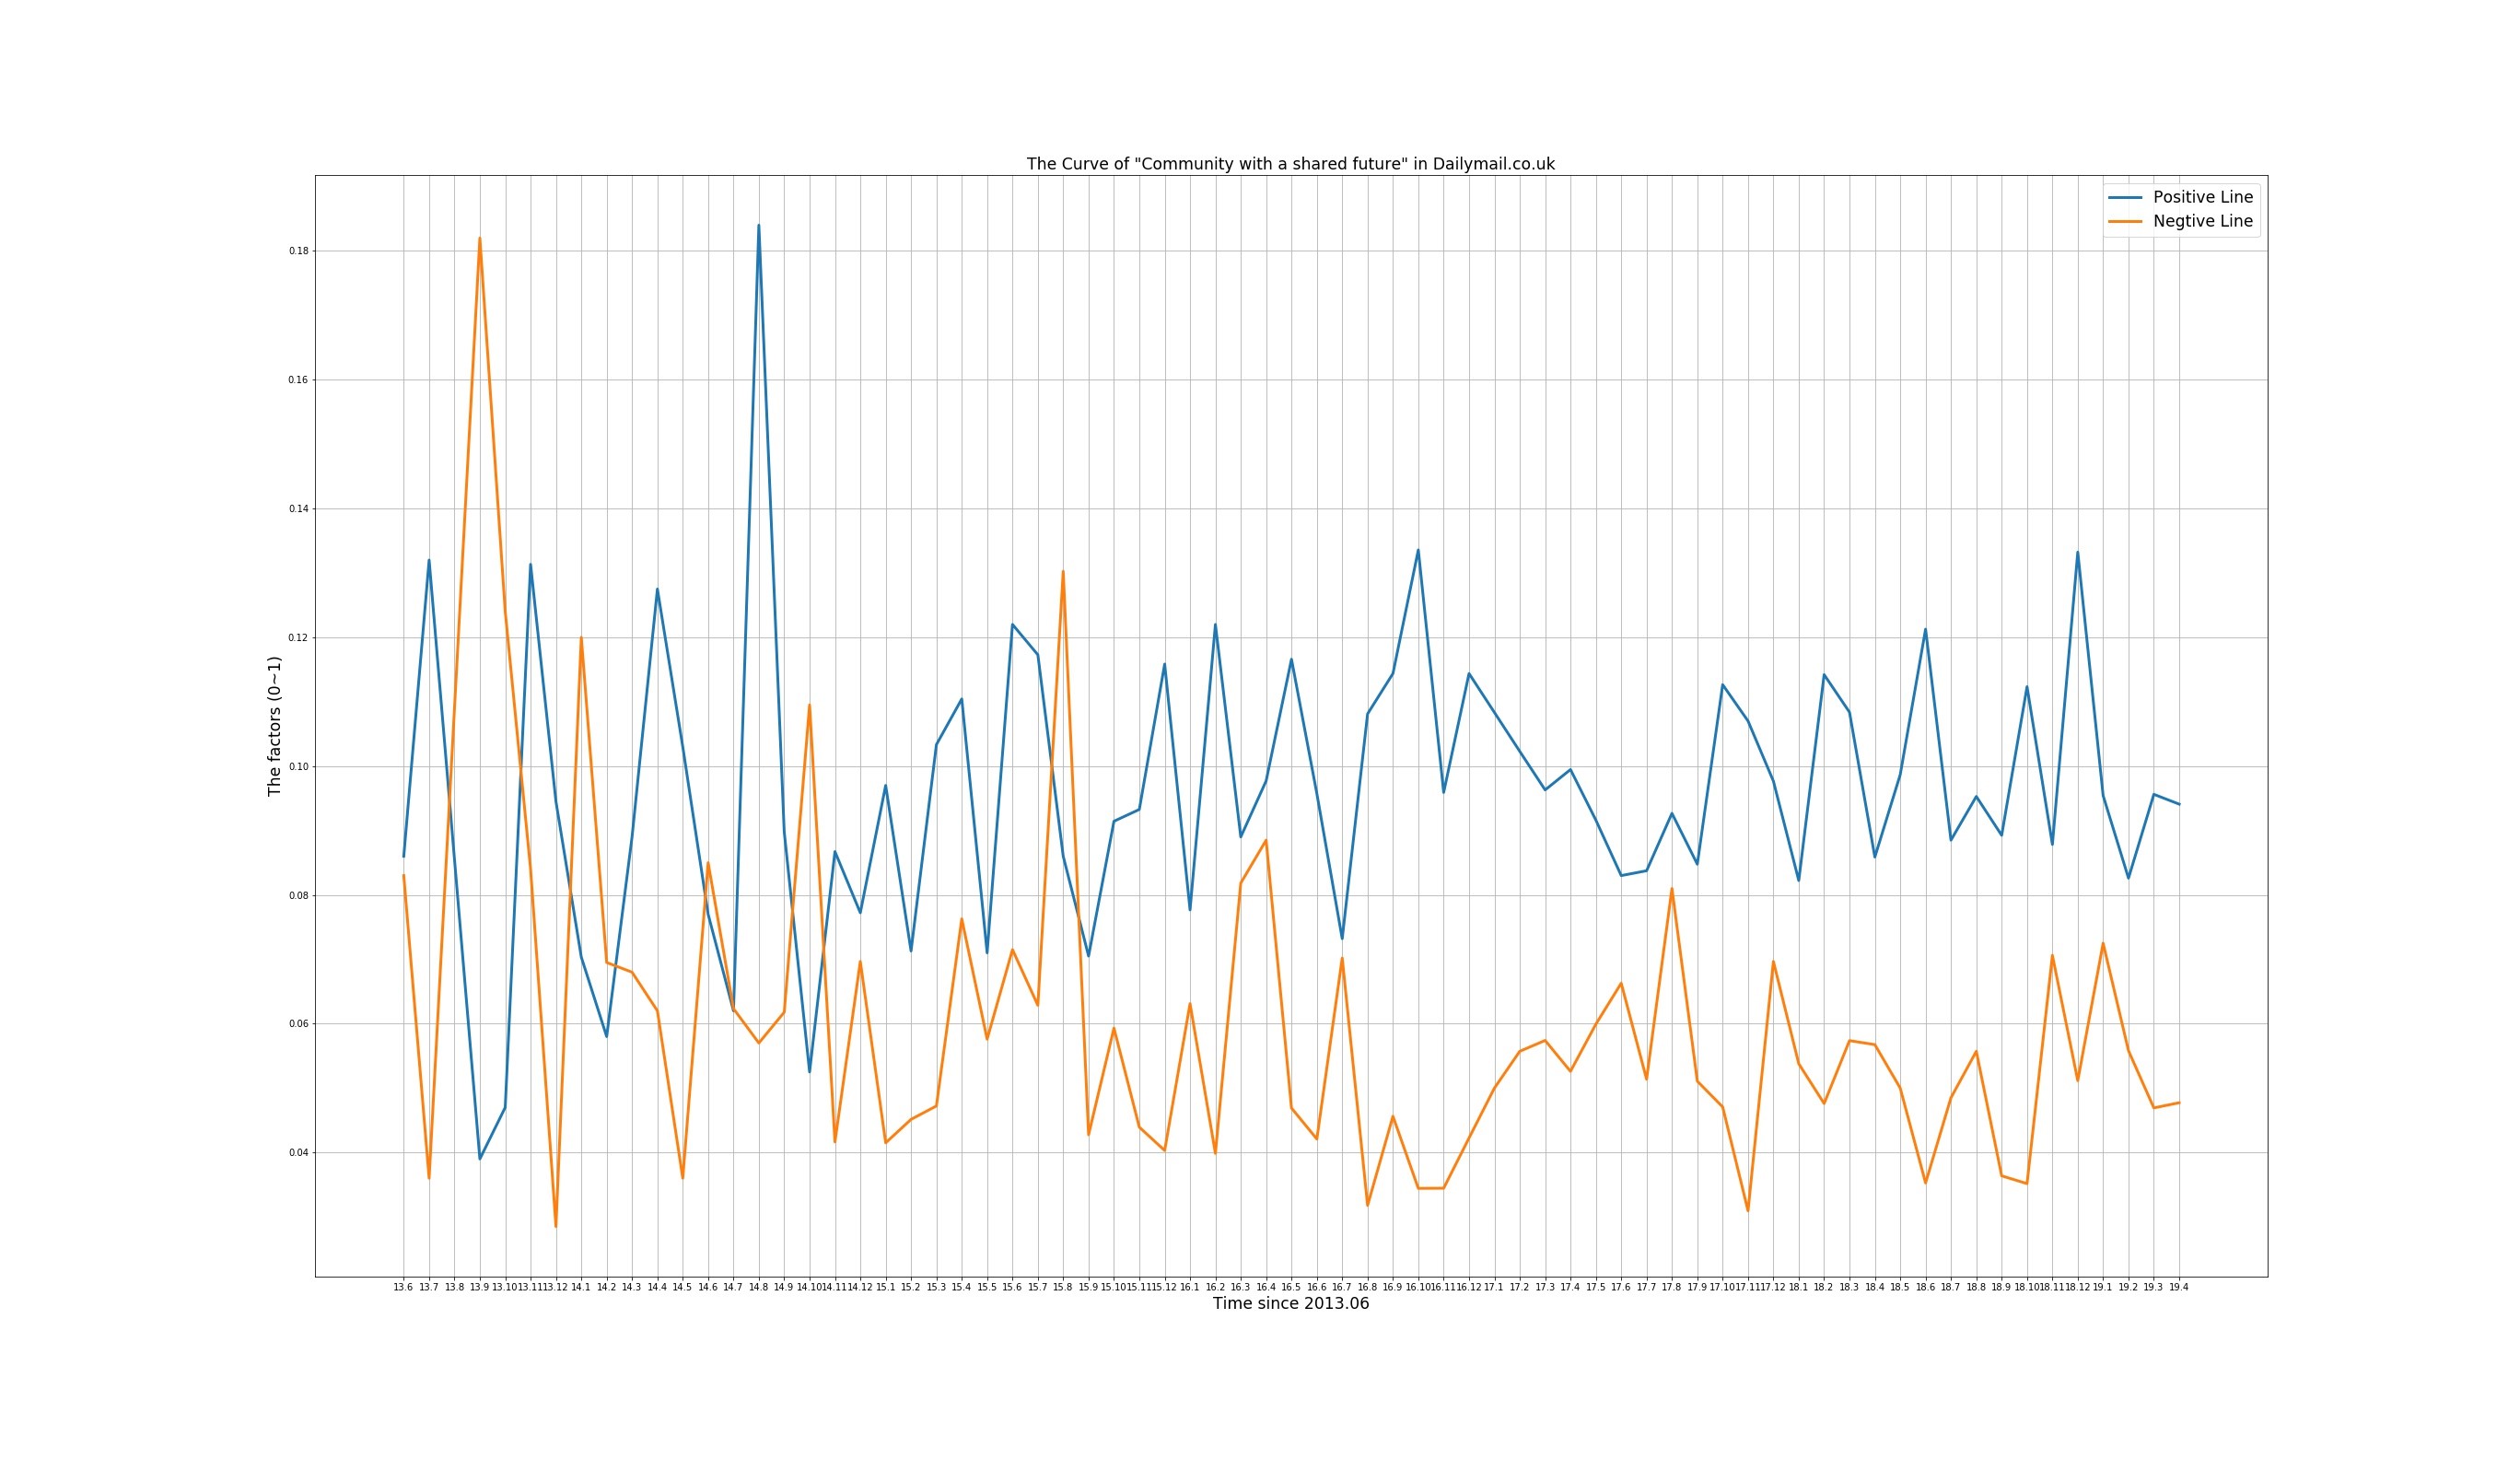 The Curve of "Community with a shared future" in Dailymail.co.uk
Positive Line
Negtive Line
The factors (0~1)
0.18
0.16
0.14
0.12
0.10
0.08
0.06
0.04
13.6 13.7 13.8 13.9 13.10 13.11 13.12 14.1 14.2 14.3 14.4 14.5 14.6 14.7 14.8 14.9 14.10 14.11 14.12 15.1 15.2 15.3 15.4 15.5 15.6 15.7 15.8 15.9 15.10 15.11 15.12 16.1 16.2 16.3 16.4 16.5 16.6 16.7 16.8 16.9 16.10 16.11 16.12 17.1 17.2 17.3 17.4 17.5 17.6 17.7 17.8 17.9 17.10 17.11 17.12 18.1 18.2 18.3 18.4 18.5 18.6 18.7 18.8 18.9 18.10 18.11 18.12 19.1 19.2 19.3 19.4
Time since 2013.06